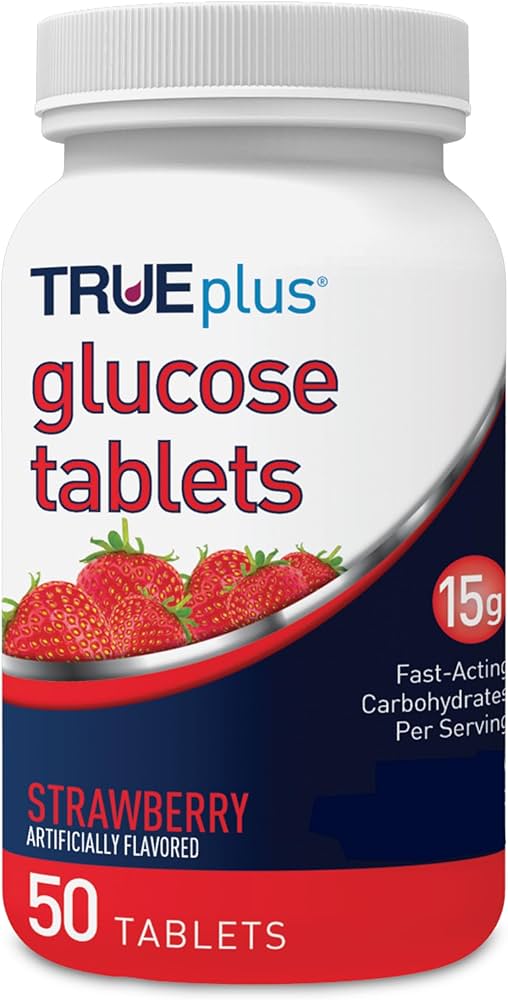 TRUEplus®
glucose
tablets
15g
Fast-Acting
Carbohydrates
Per Serving
STRAWBERRY
ARTIFICIALLY FLAVORED
50 TABLETS